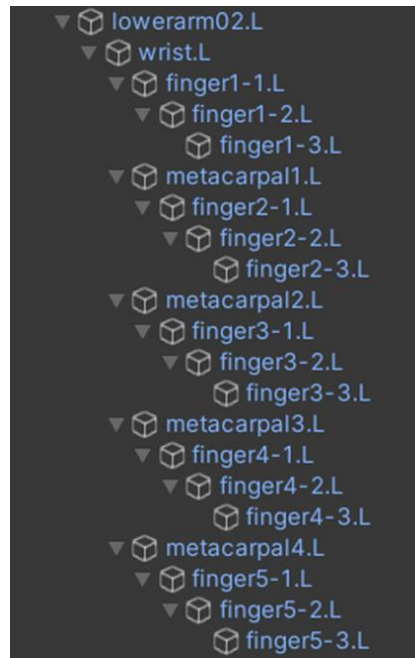 lowerarm02.L
wrist.L
finger1-1.L
finger1-2.L
finger1-3.L
metacarpal1.L
finger2-1.L
finger2-2.L
finger2-3.L
metacarpal2.L
finger3-1.L
finger3-2.L
finger3-3.L
metacarpal3.L
finger4-1.L
finger4-2.L
finger4-3.L
metacarpal4.L
finger5-1.L
finger5-2.L
finger5-3.L